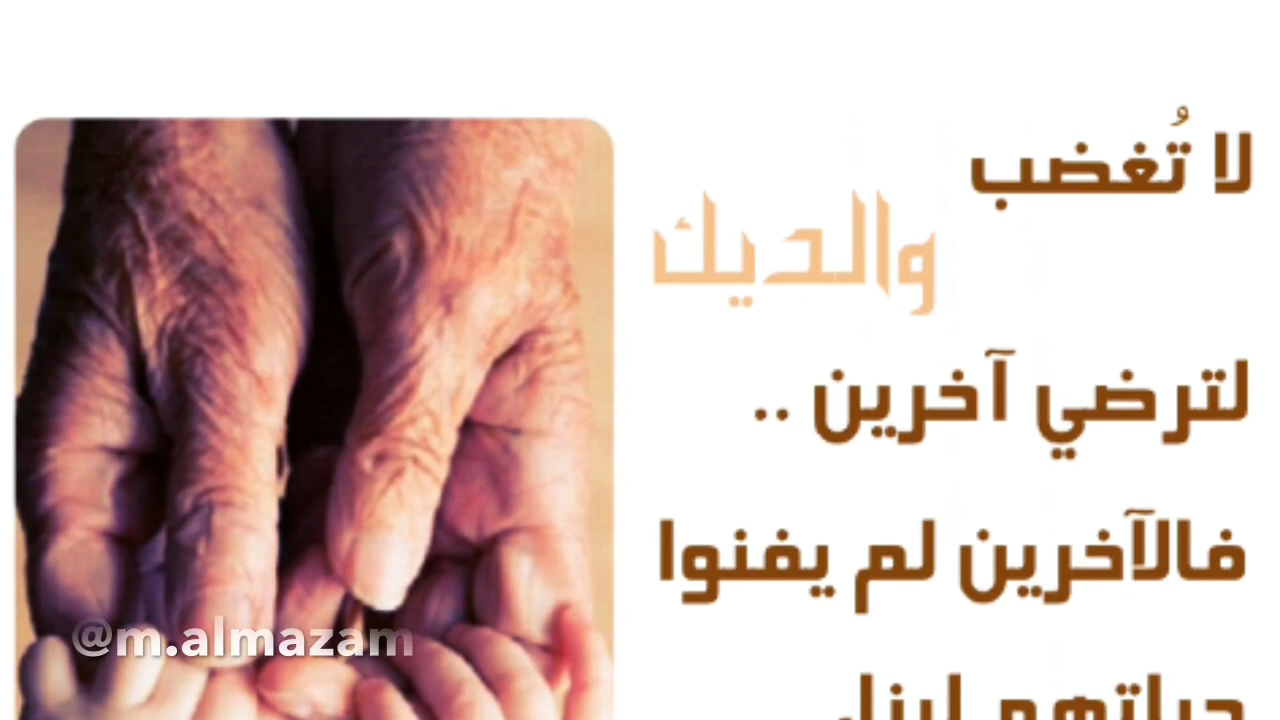 لا تُغضب
والديك
لترضي آخرين ..
فالآخرين لم يفنوا
@m.almazam